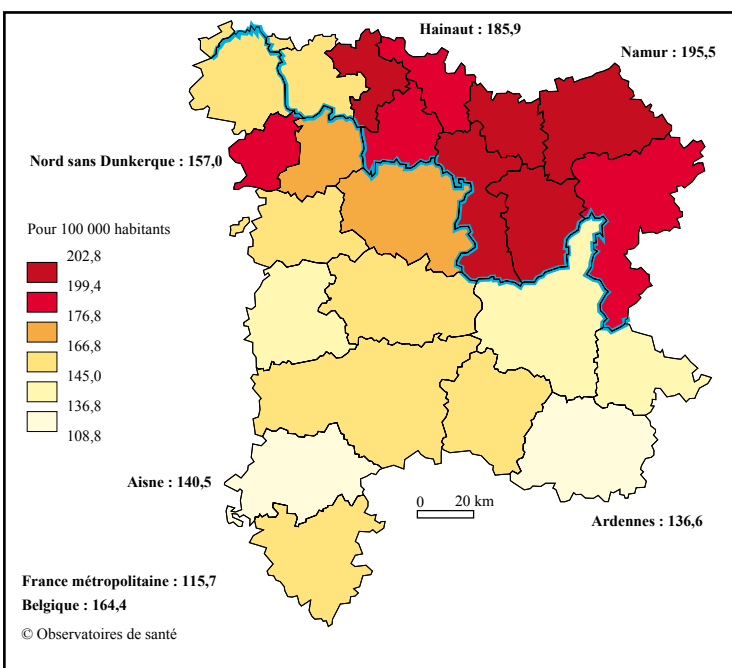 Hainaut : 185,9
Namur : 195,5
Nord sans Dunkerque : 157,0
Pour 100 000 habitants
202,8
199,4
176,8
166,8
145,0
136,8
108,8
Aisne : 140,5
0 20 km
Ardennes : 136,6
France métropolitaine : 115,7
Belgique : 164,4
© Observatoires de santé